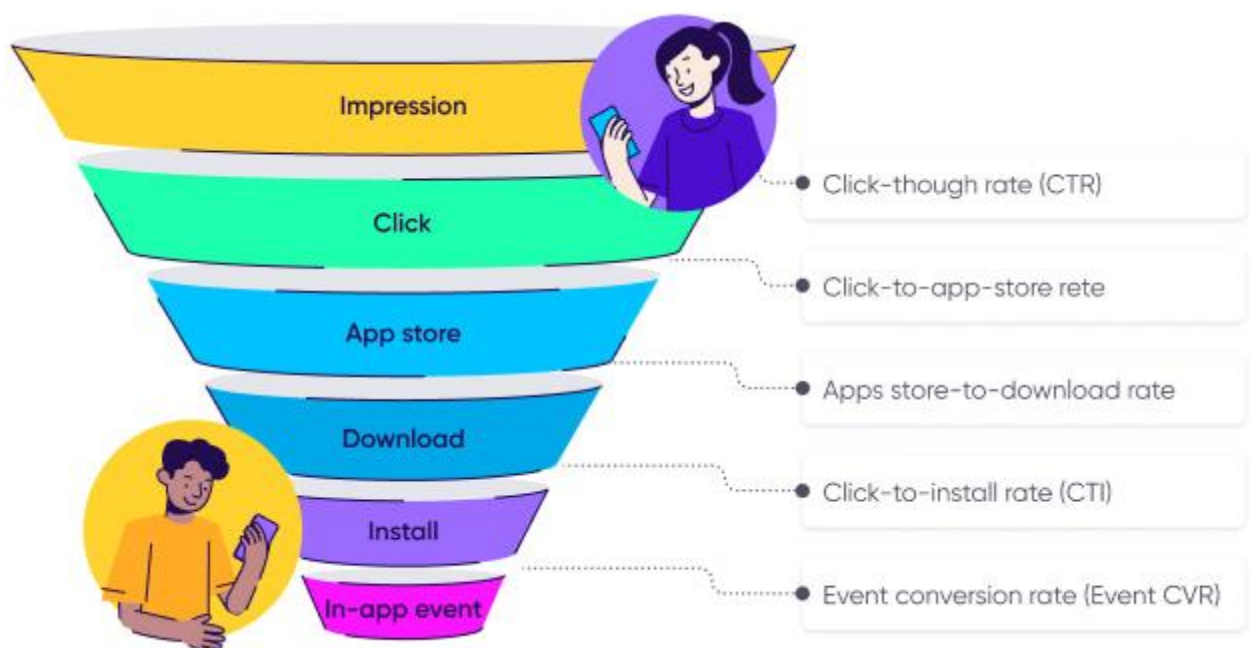 Impression
Click-though rate (CTR)
Click
Click-to-app-store rete
App store
Apps store-to-download rate
Download
Click-to-install rate (CTI)
Install
Event conversion rate (Event CVR)
In-app event